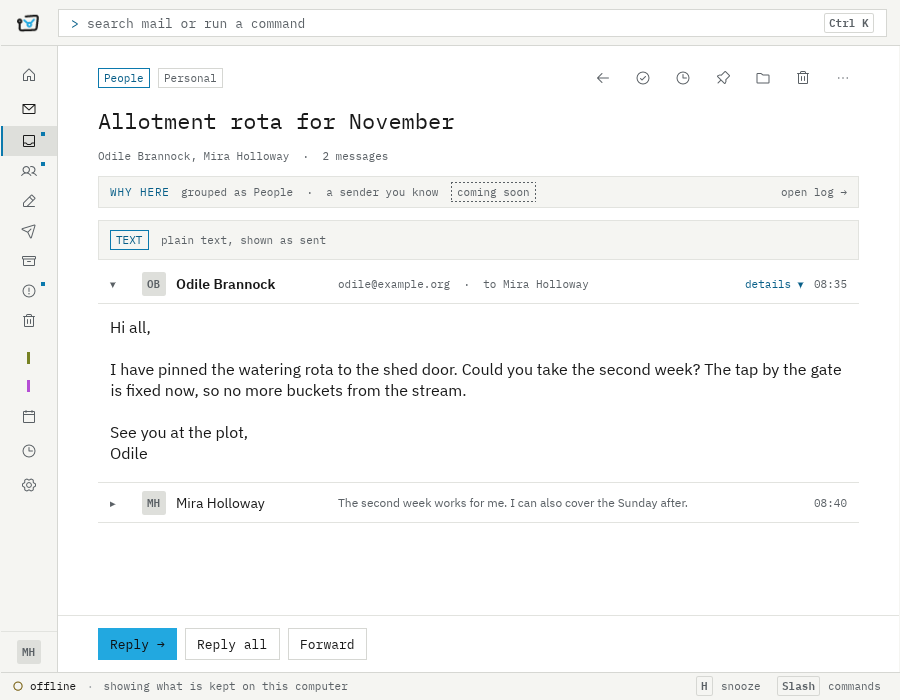 > search mail or run a command Ctrl K
People Personal
Allotment rota for November
Odile Brannock, Mira Holloway · 2 messages
WHY HERE grouped as People · a sender you know coming soon open log →
TEXT plain text, shown as sent
▾ OB Odile Brannock odile@example.org · to Mira Holloway details ▾ 08:35
Hi all,
I have pinned the watering rota to the shed door. Could you take the second week? The tap by the gate
is fixed now, so no more buckets from the stream.
See you at the plot,
Odile
▸ MH Mira Holloway The second week works for me. I can also cover the Sunday after. 08:40
Reply → Reply all Forward
MH
offline · showing what is kept on this computer H snooze Slash commands